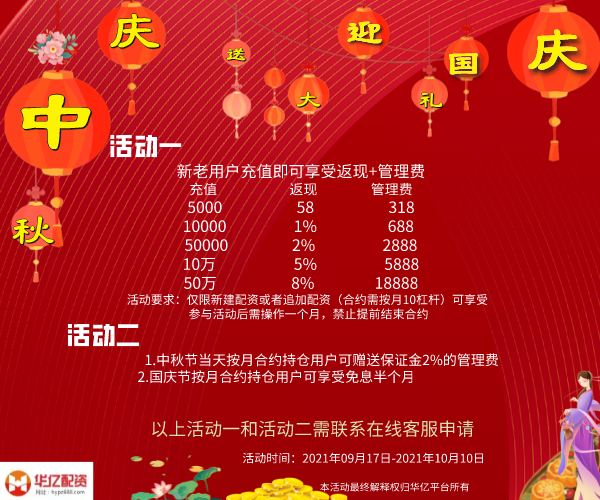 庆中秋
迎国庆
送大礼
活动一
新老用户充值即可享受返现+管理费
充值 返现 管理费
5000 58 318
10000 1% 688
50000 2% 2888
10万 5% 5888
50万 8% 18888
活动要求：仅限新建配资或者追加配资（合约需按月10杠杆）可享受
参与活动后需操作一个月，禁止提前结束合约
活动二
1.中秋节当天按月合约持仓用户可赠送保证金2%的管理费
2.国庆节按月合约持仓用户可享受免息半个月
以上活动一和活动二需联系在线客服申请
活动时间：2021年09月17日-2021年10月10日
本活动最终解释权归华亿平台所有
华亿配资
网址：hypz888.com